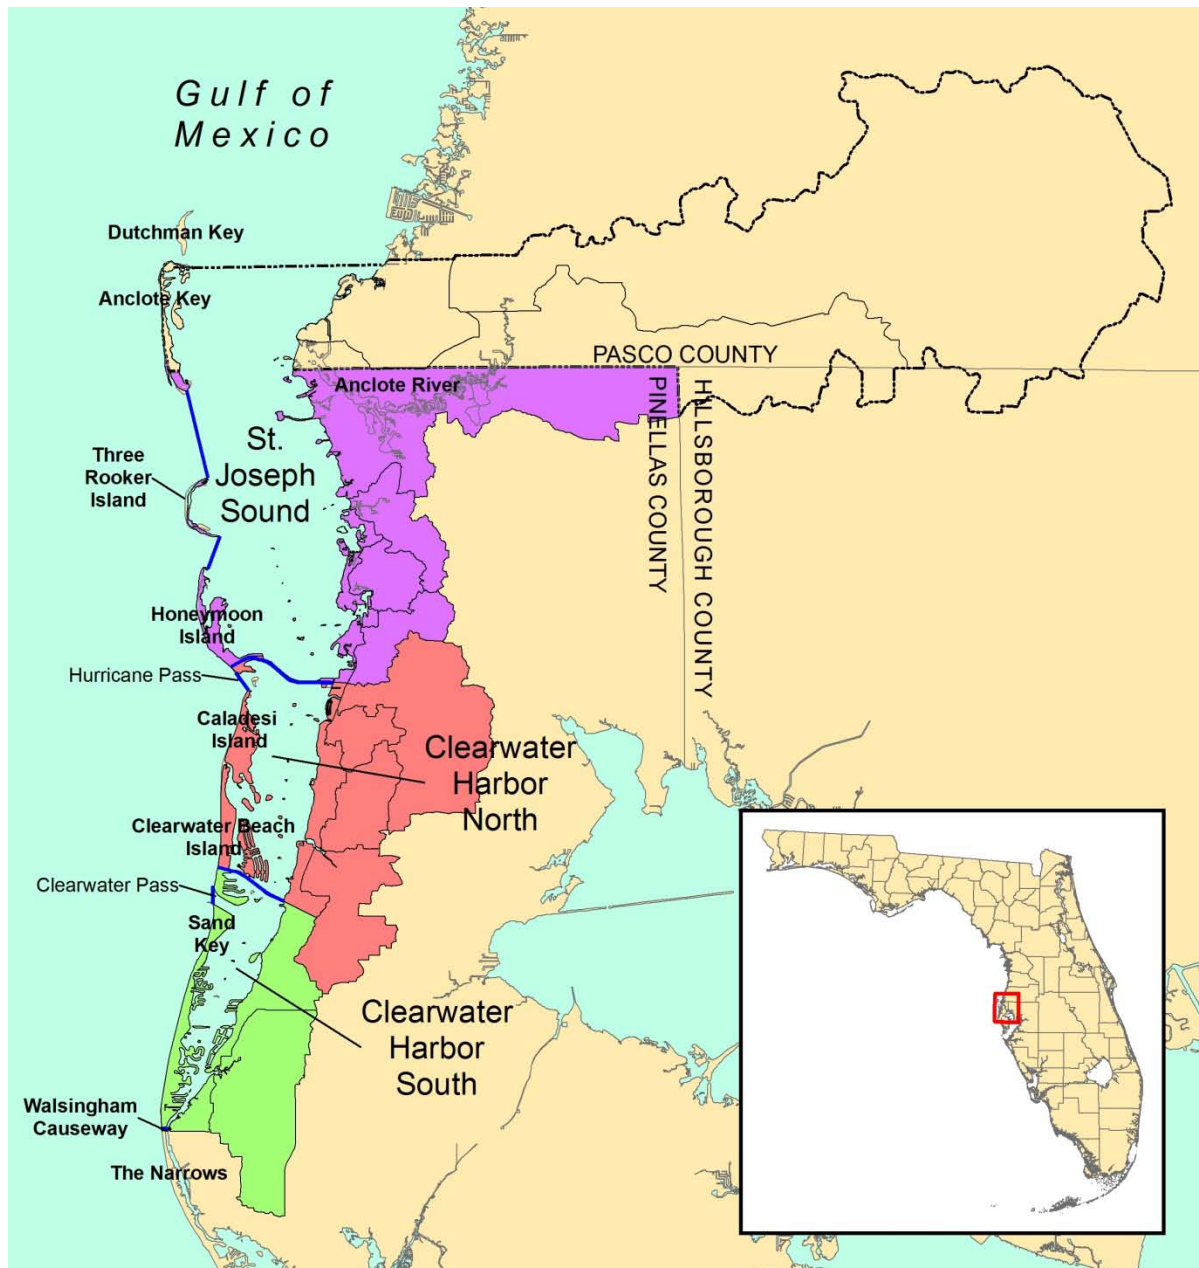 Gulf of
Mexico
Dutchman Key
Anclote Key
PASCO COUNTY
Anclote River
PINELLAS COUNTY
HILLSBOROUGH COUNTY
St.
Joseph
Sound
Three
Rooker
Island
Honeymoon
Island
Hurricane Pass
Caladesi
Island
Clearwater
Harbor
North
Clearwater Beach
Island
Clearwater Pass
Sand
Key
Clearwater
Harbor
South
Walsingham
Causeway
The Narrows